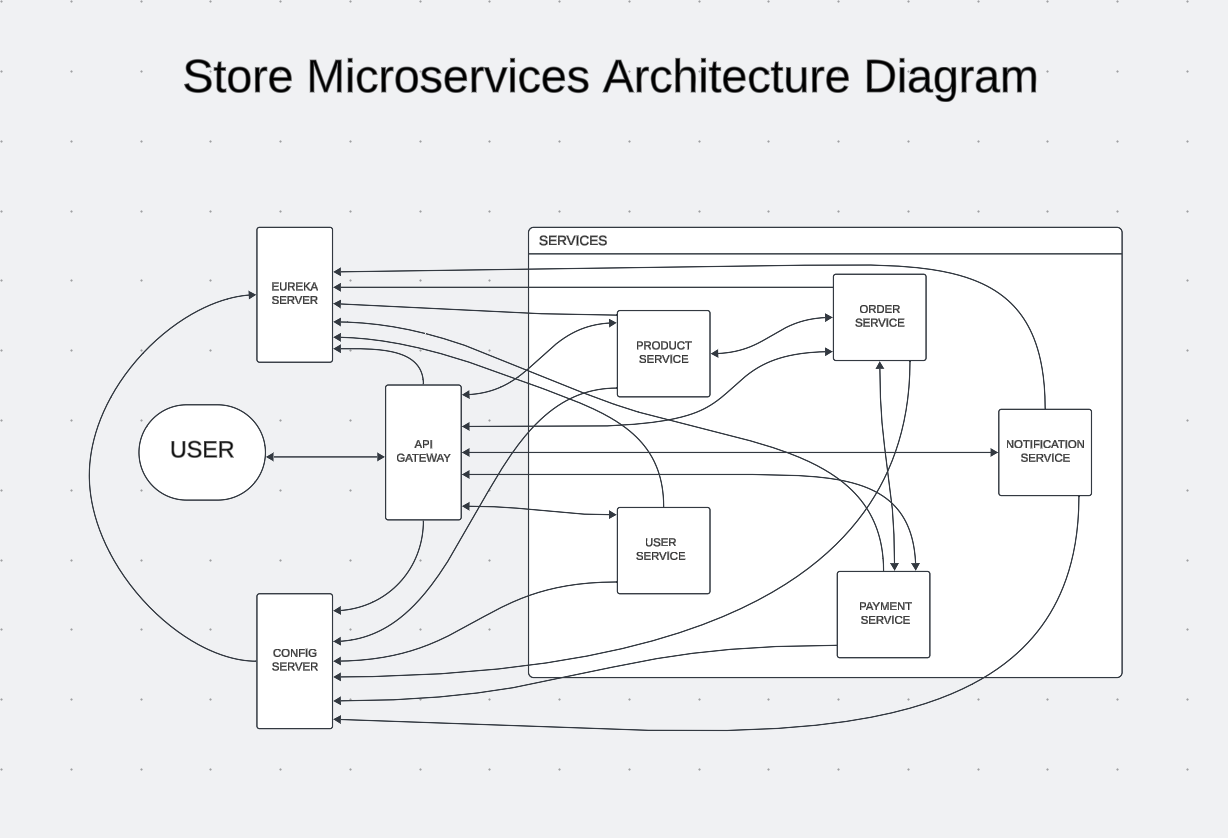 Store Microservices Architecture Diagram
SERVICES
EUREKA
SERVER
ORDER
SERVICE
PRODUCT
SERVICE
USER
API
GATEWAY
NOTIFICATION
SERVICE
USER
SERVICE
PAYMENT
SERVICE
CONFIG
SERVER